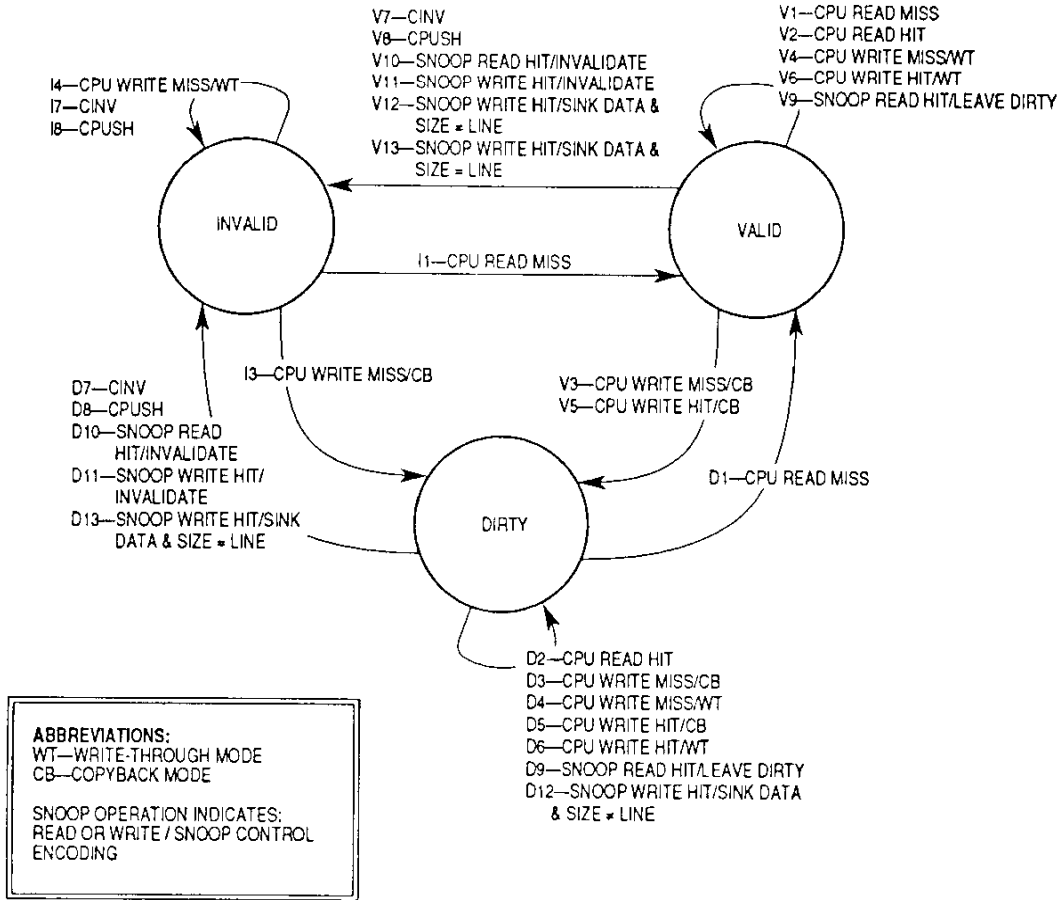 V7—CINV
V8—CPUSH
V10—SNOOP READ HIT/INVALIDATE
V11—SNOOP WRITE HIT/INVALIDATE
V12—SNOOP WRITE HIT/SINK DATA &
SIZE ≠ LINE
V13—SNOOP WRITE HIT/SINK DATA &
SIZE = LINE
V1—CPU READ MISS
V2—CPU READ HIT
V4—CPU WRITE MISS/WT
V6—CPU WRITE HIT/WT
V9—SNOOP READ HIT/LEAVE DIRTY
I4—CPU WRITE MISS/WT
I7—CINV
I8—CPUSH
INVALID
VALID
I1—CPU READ MISS
I3—CPU WRITE MISS/CB
V3—CPU WRITE MISS/CB
V5—CPU WRITE HIT/CB
D7—CINV
D8—CPUSH
D10—SNOOP READ
HIT/INVALIDATE
D11—SNOOP WRITE HIT/
INVALIDATE
D13—SNOOP WRITE HIT/SINK
DATA & SIZE = LINE
D1—CPU READ MISS
DIRTY
D2—CPU READ HIT
D3—CPU WRITE MISS/CB
D4—CPU WRITE MISS/WT
D5—CPU WRITE HIT/CB
D6—CPU WRITE HIT/WT
D9—SNOOP READ HIT/LEAVE DIRTY
D12—SNOOP WRITE HIT/SINK DATA
& SIZE ≠ LINE
ABBREVIATIONS:
WT—WRITE-THROUGH MODE
CB—COPYBACK MODE
SNOOP OPERATION INDICATES:
READ OR WRITE / SNOOP CONTROL
ENCODING